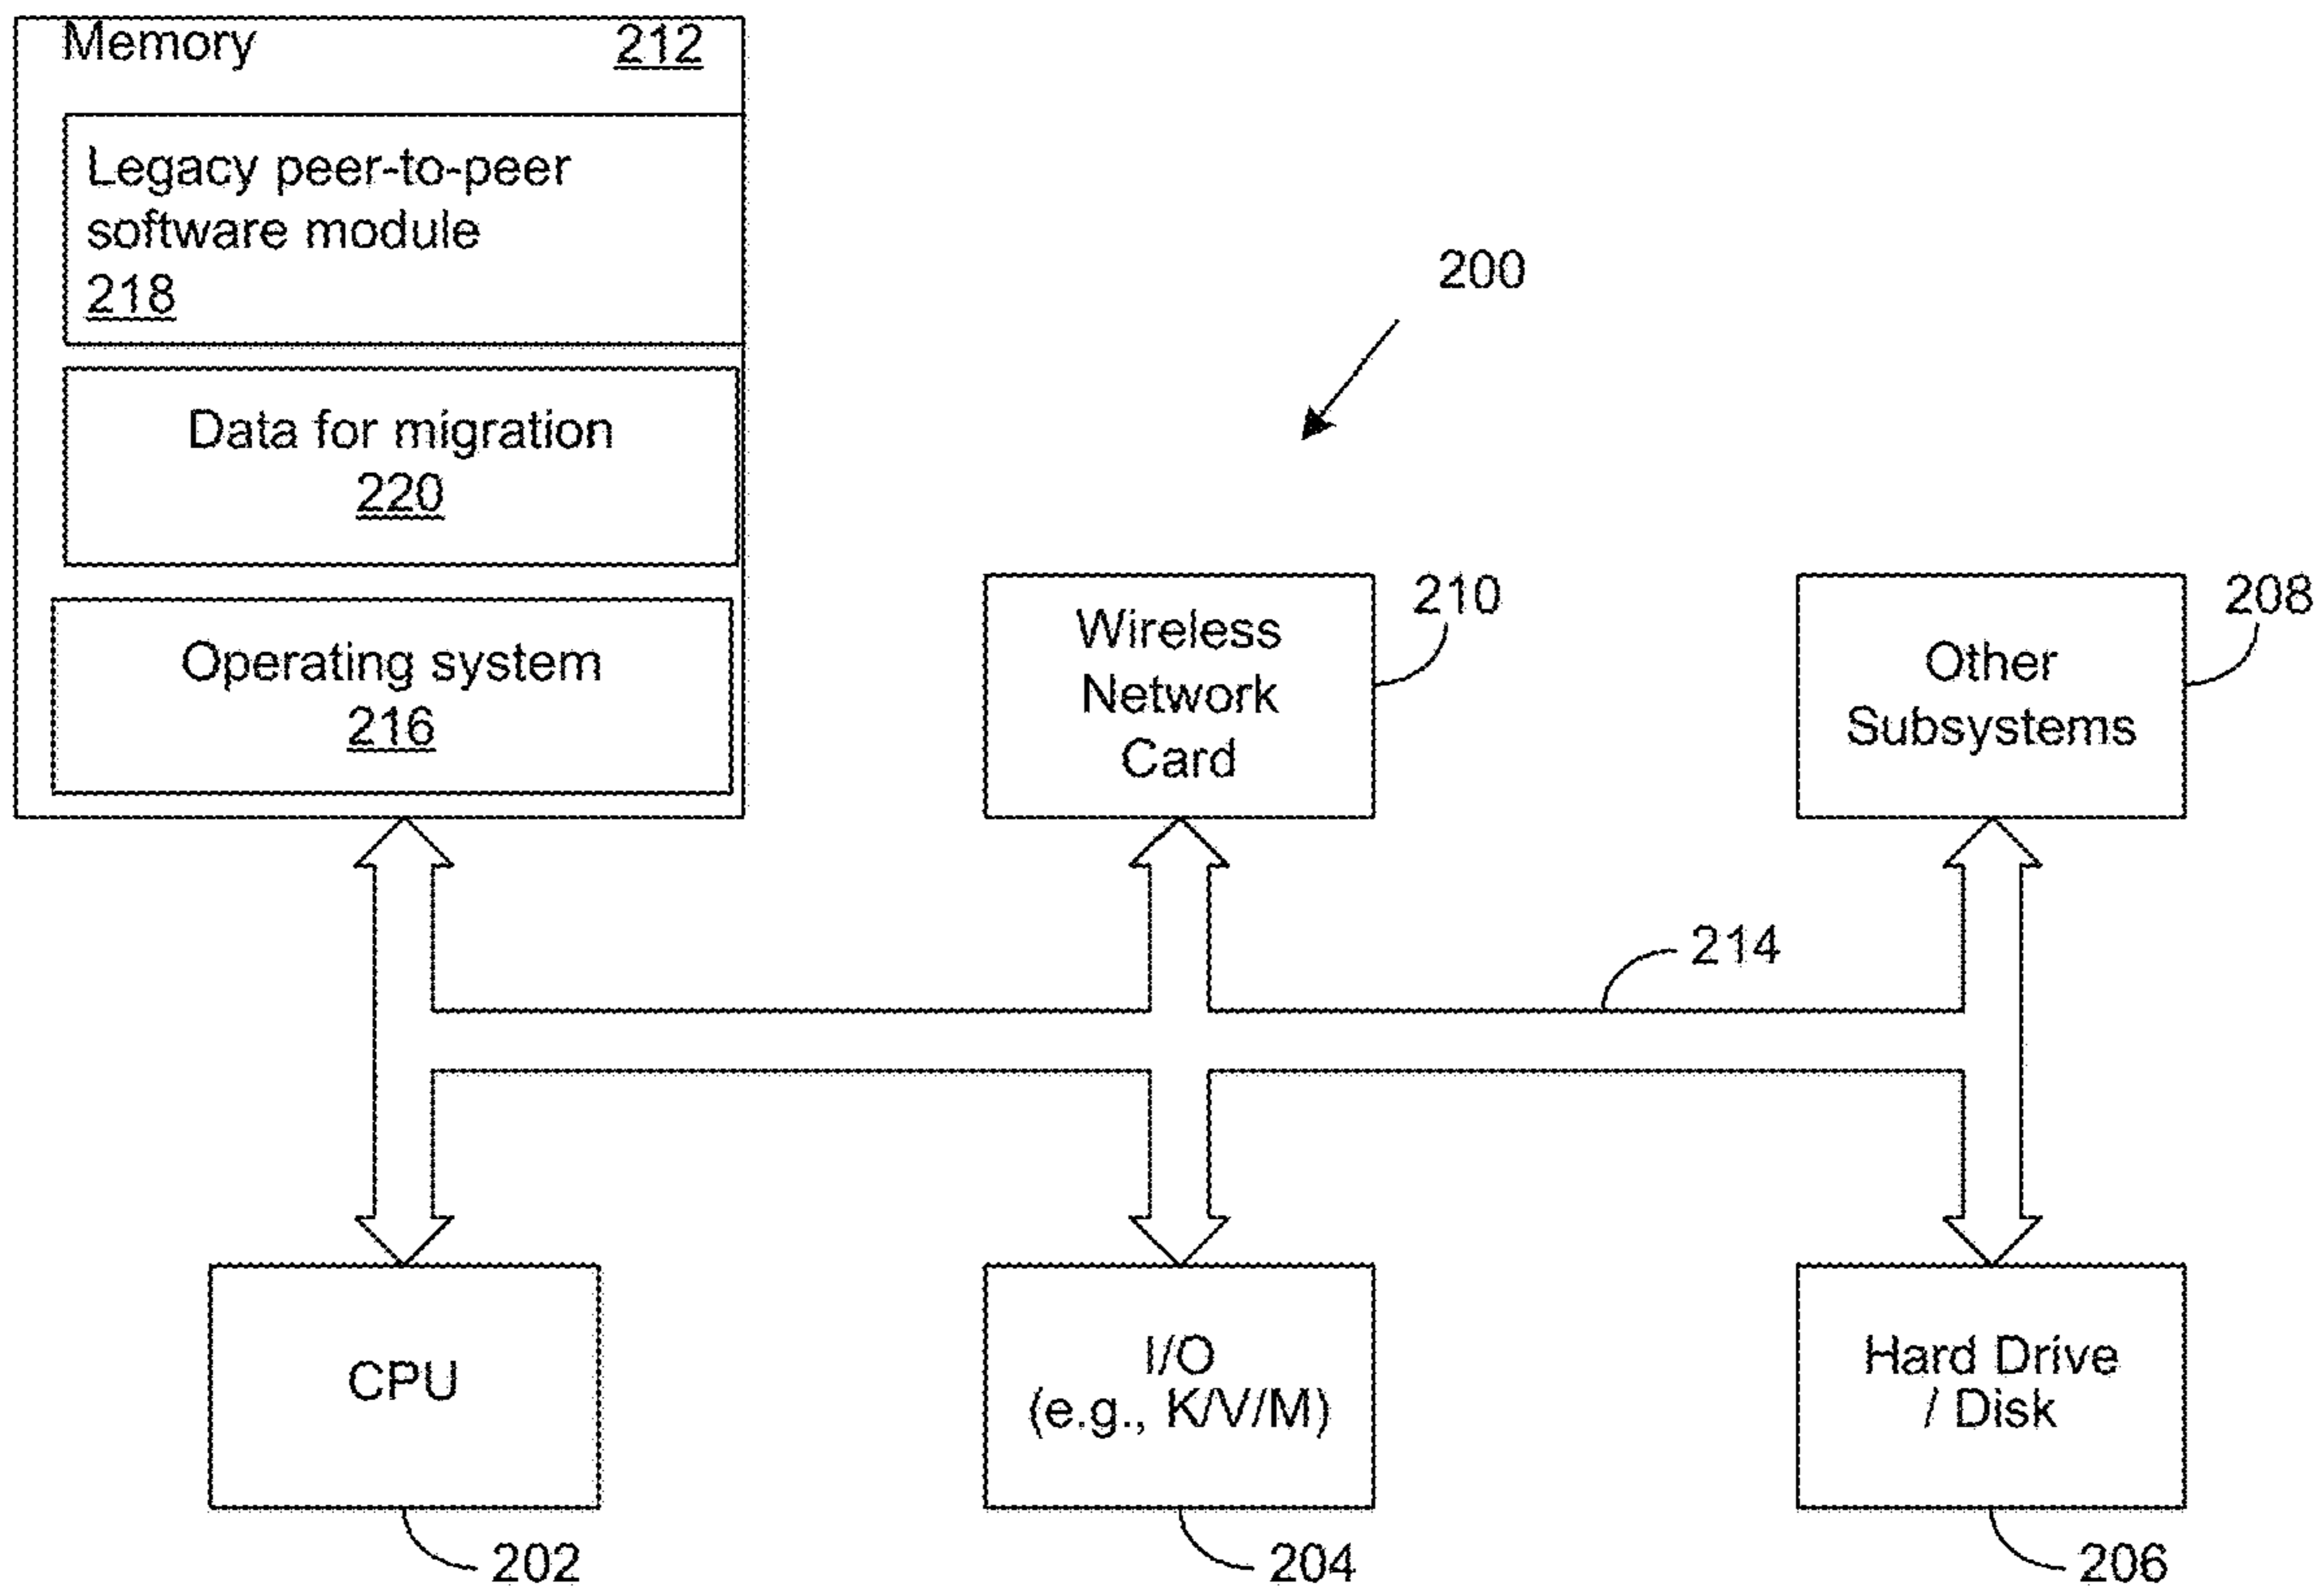 Memory 212
Legacy peer-to-peer
software module
218
Data for migration
220
Operating system
216
200
Wireless
Network
Card
210
Other
Subsystems
208
214
CPU
202
I/O
(e.g., K/V/M)
204
Hard Drive
/ Disk
206